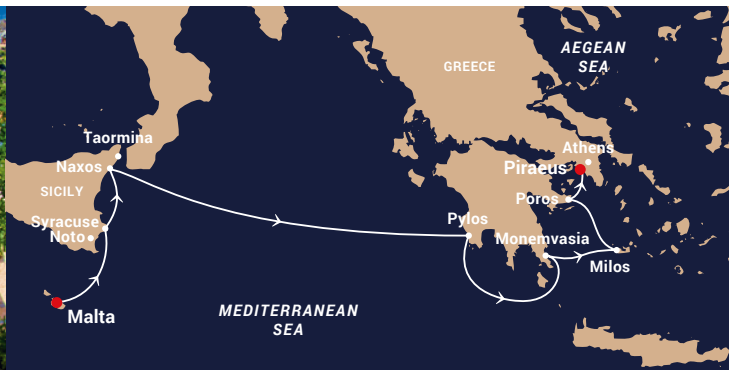 AEGEAN
SEA
GREECE
Taormina
Athens
Naxos
Piraeus
SICILY
Poros
Syracuse
Pylos
Noto
Monemvasia
Milos
Malta
MEDITERRANEAN
SEA